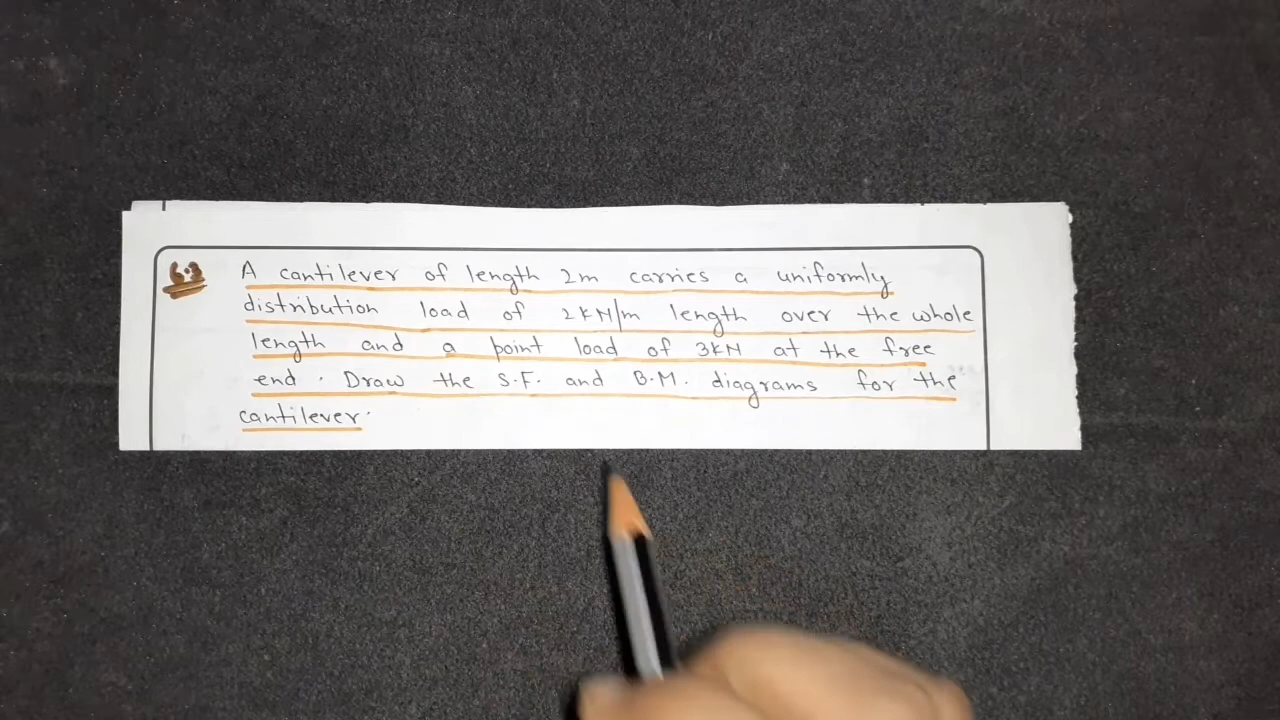 6.3 A cantilever of length 2m carries a uniformly
distribution load of 2kN/m length over the whole
length and a point load of 3kN at the free
end. Draw the S.F. and B.M. diagrams for the
cantilever.